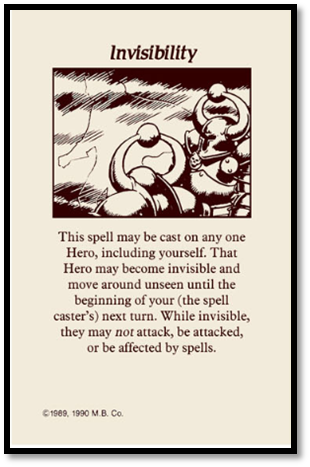 Invisibility
This spell may be cast on any one
Hero, including yourself. That
Hero may become invisible and
move around unseen until the
beginning of your (the spell
caster's) next turn. While invisible,
they may not attack, be attacked,
or be affected by spells.
©1989, 1990 M.B. Co.